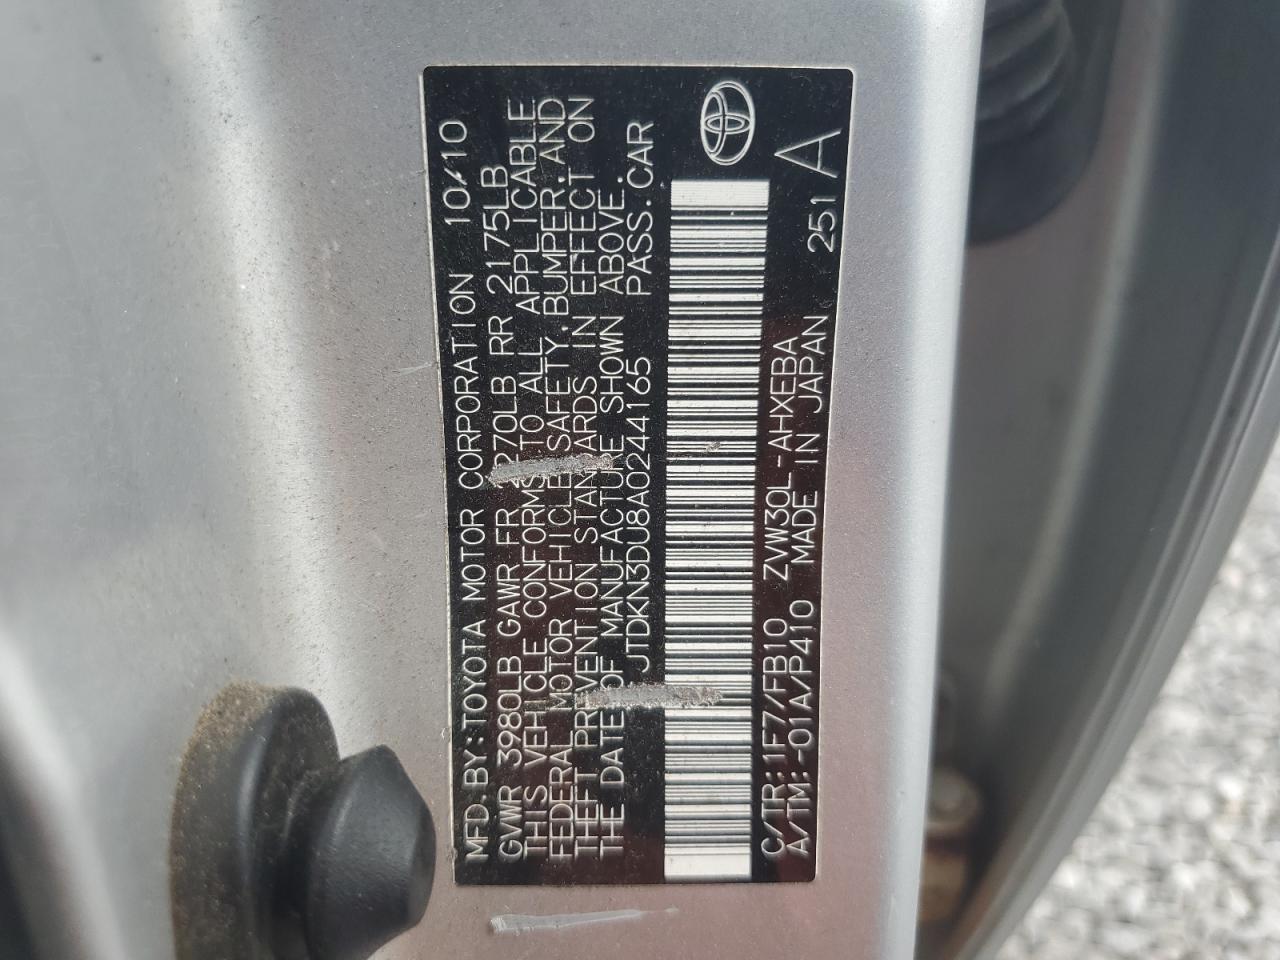 MFD.BY:TOYOTA MOTOR CORPORATION 10/10
GVWR 3980LB GAWR FR 2270LB RR 2175LB
THIS VEHICLE CONFORMS TO ALL APPLICABLE
FEDERAL MOTOR VEHICLE SAFETY,BUMPER,AND
THEFT PREVENTION STANDARDS IN EFFECT ON
THE DATE OF MANUFACTURE SHOWN ABOVE.
JTDKN3DU8A0244165 PASS.CAR
C/TR:1F7/FB10 ZVW30L-AHXEBA
A/TM:-01A/P410 MADE IN JAPAN 251
A